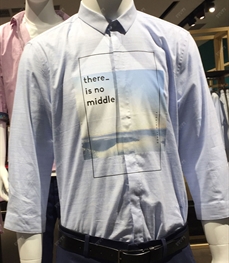 there_
is no
middle